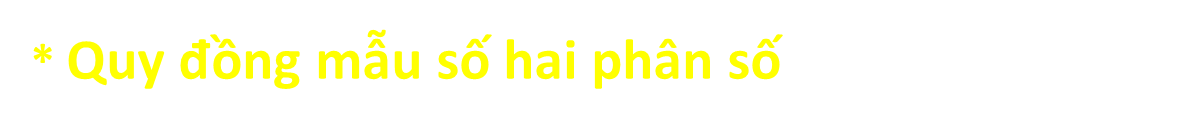 * Quy đồng mẫu số hai phân số